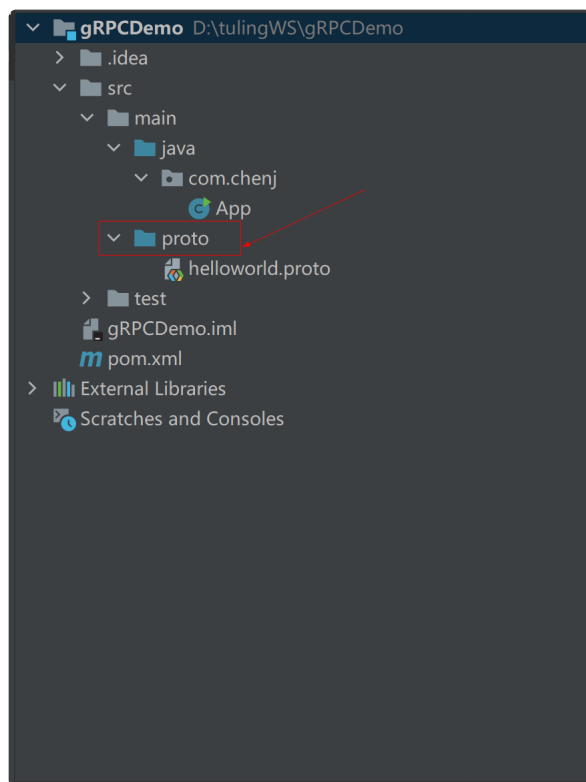 gRPCDemo D:\tulingWS\gRPCDemo
.idea
src
main
java
com.chenj
App
proto
helloworld.proto
test
gRPCDemo.iml
pom.xml
External Libraries
Scratches and Consoles